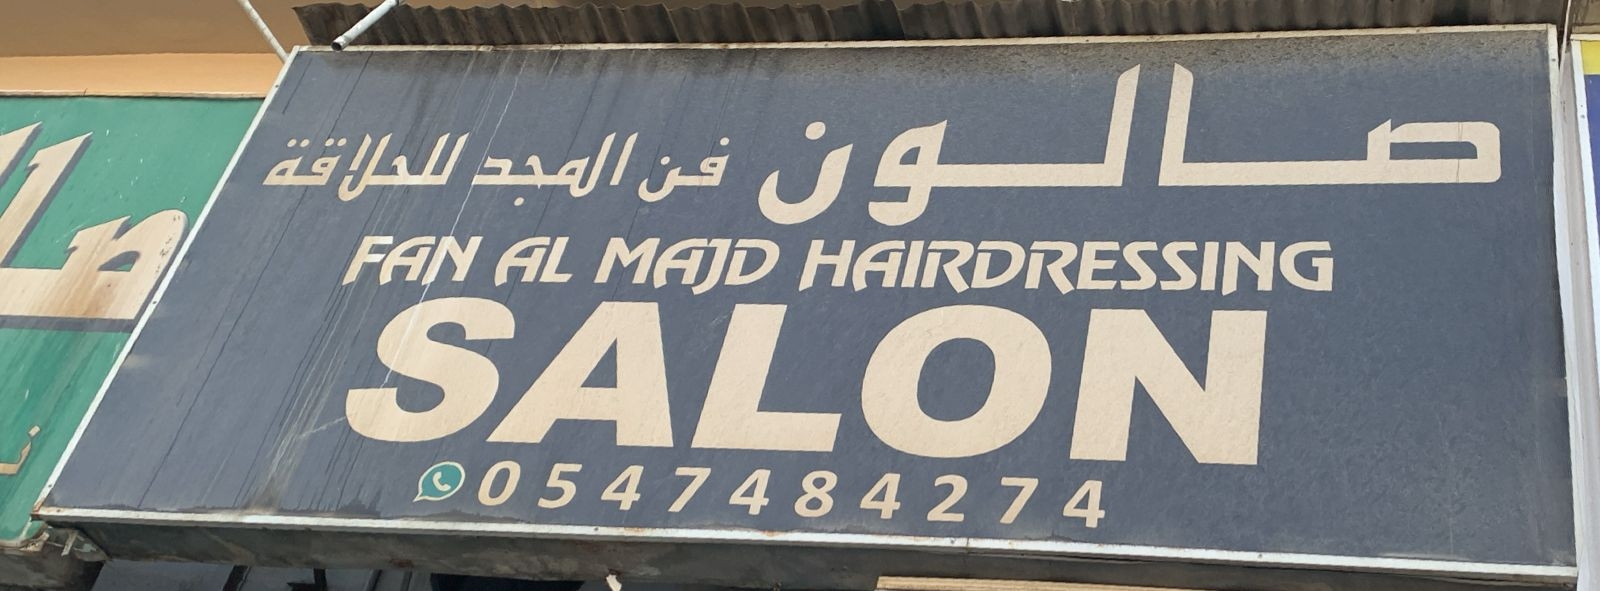 صالون فن المجد للحلاقة
FAN AL MAJD HAIRDRESSING
SALON
0547484274